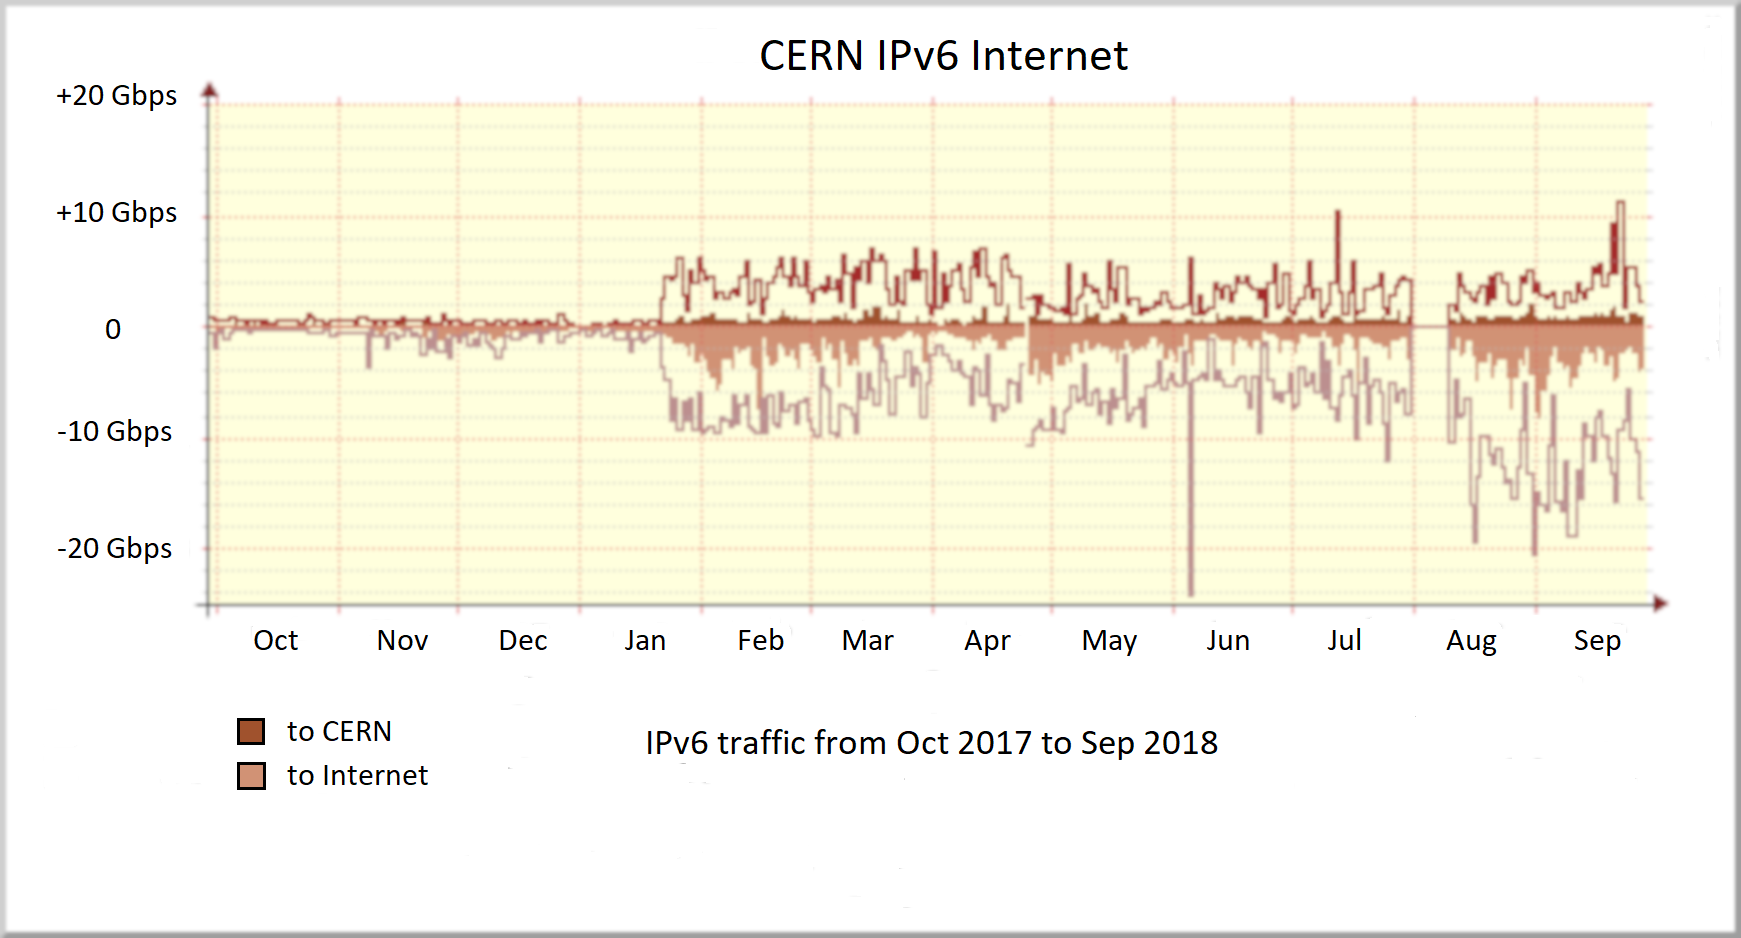 CERN IPv6 Internet
+20 Gbps
+10 Gbps
0
-10 Gbps
-20 Gbps
Oct Nov Dec Jan Feb Mar Apr May Jun Jul Aug Sep
to CERN
to Internet
IPv6 traffic from Oct 2017 to Sep 2018